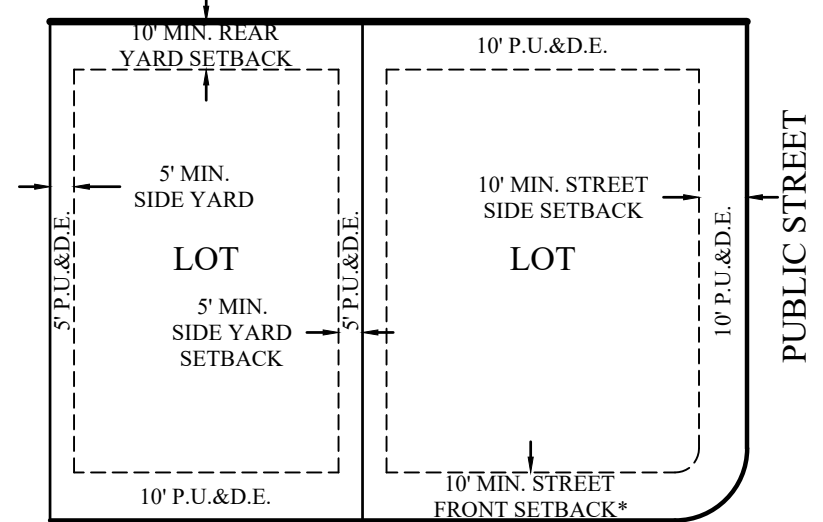 10' MIN. REAR
YARD SETBACK
10' P.U.&D.E.
5' MIN.
SIDE YARD
10' MIN. STREET
SIDE SETBACK
5' P.U.&D.E.
LOT
5' P.U.&D.E.
LOT
10' P.U.&D.E.
PUBLIC STREET
5' MIN.
SIDE YARD
SETBACK
10' P.U.&D.E.
10' MIN. STREET
FRONT SETBACK*